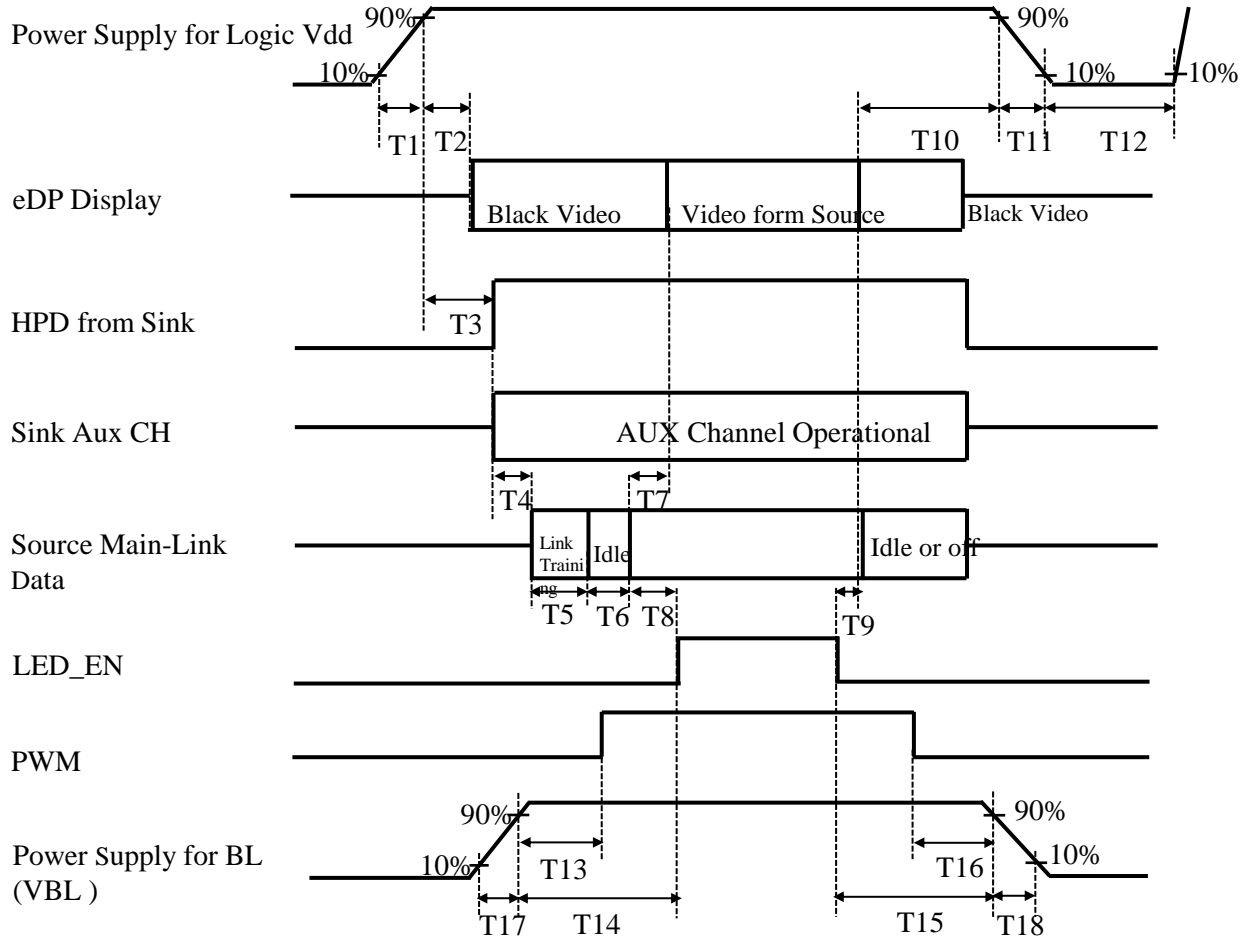 90%
90%
Power Supply for Logic Vdd
10%
10%
10%
T1
T2
T10
T11
T12
eDP Display
Black Video
Video form Source
Black Video
T3
HPD from Sink
Sink Aux CH
AUX Channel Operational
T4
T7
Source Main-Link
Data
Link
Traini
ng
Idle
Idle or off
T5
T6
T8
T9
LED_EN
PWM
90%
90%
Power Supply for BL
(VBL )
10%
10%
T13
T16
T17
T14
T15
T18